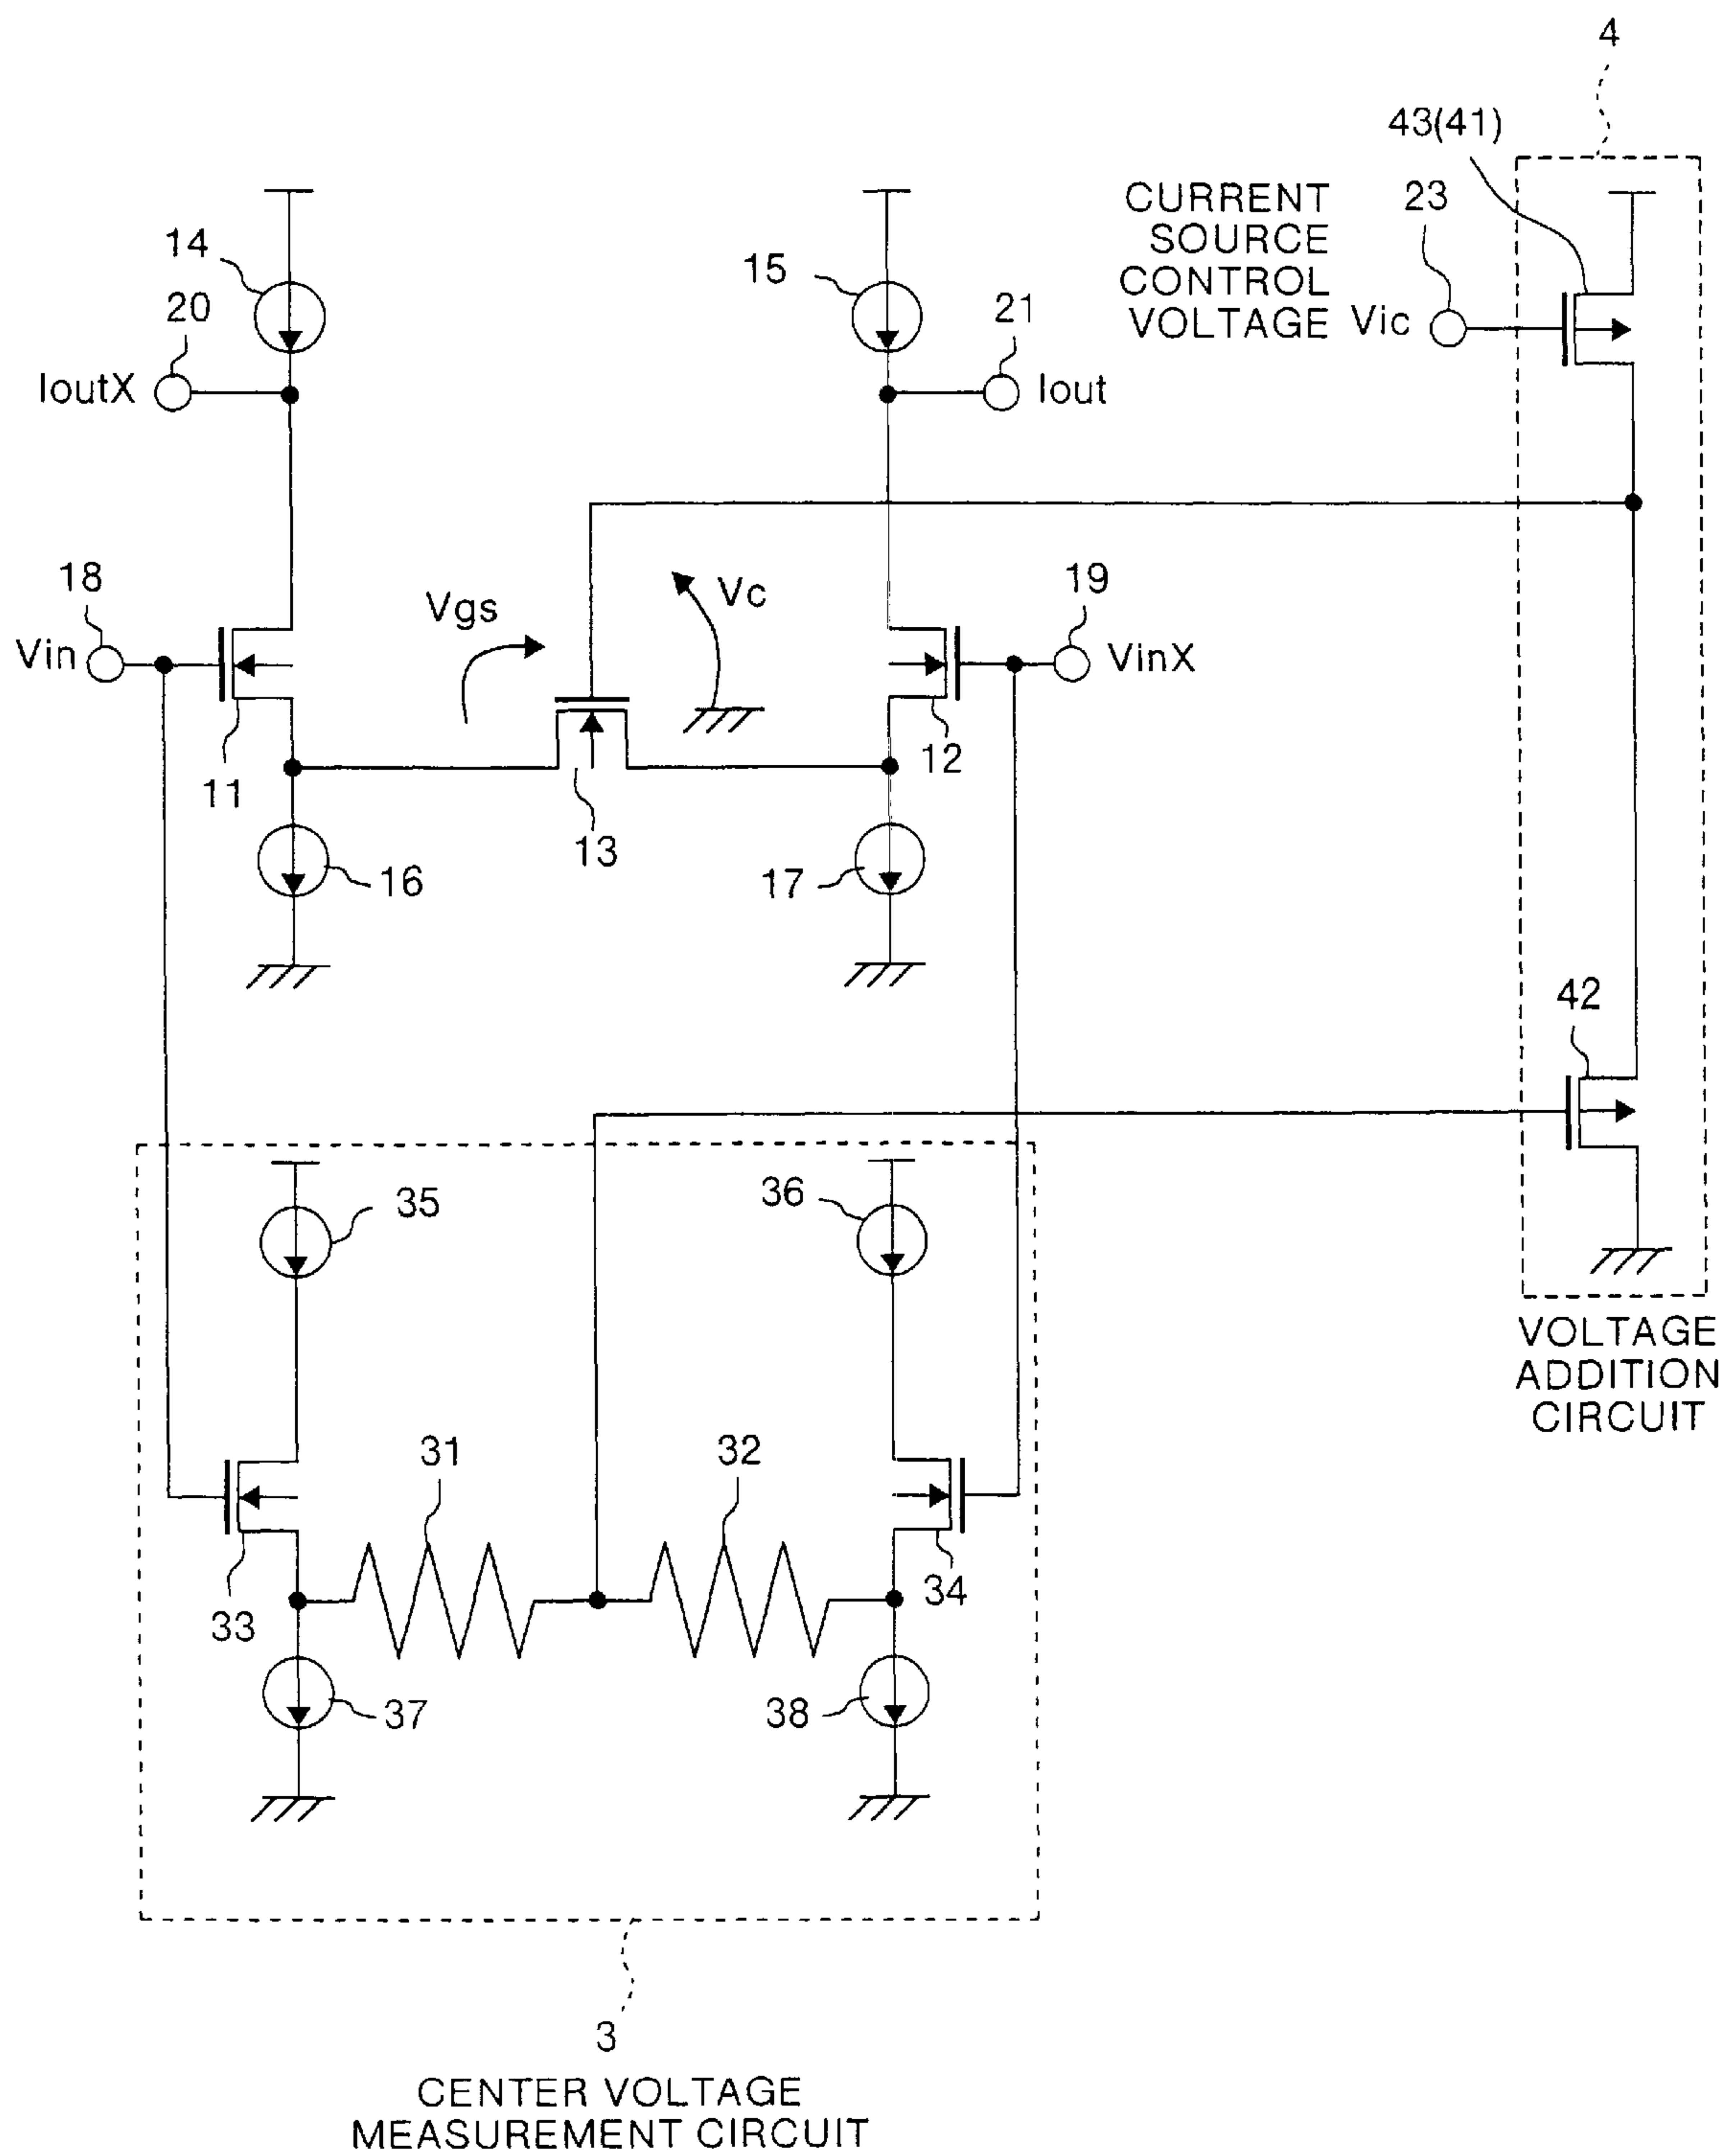 4
43(41)
CURRENT
SOURCE
CONTROL
VOLTAGE Vic
23
14
15
20
21
IoutX
Iout
18
Vgs
Vc
19
Vin
VinX
11
12
13
16
17
42
35
36
VOLTAGE
ADDITION
CIRCUIT
31
32
33
34
37
38
3
CENTER VOLTAGE
MEASUREMENT CIRCUIT